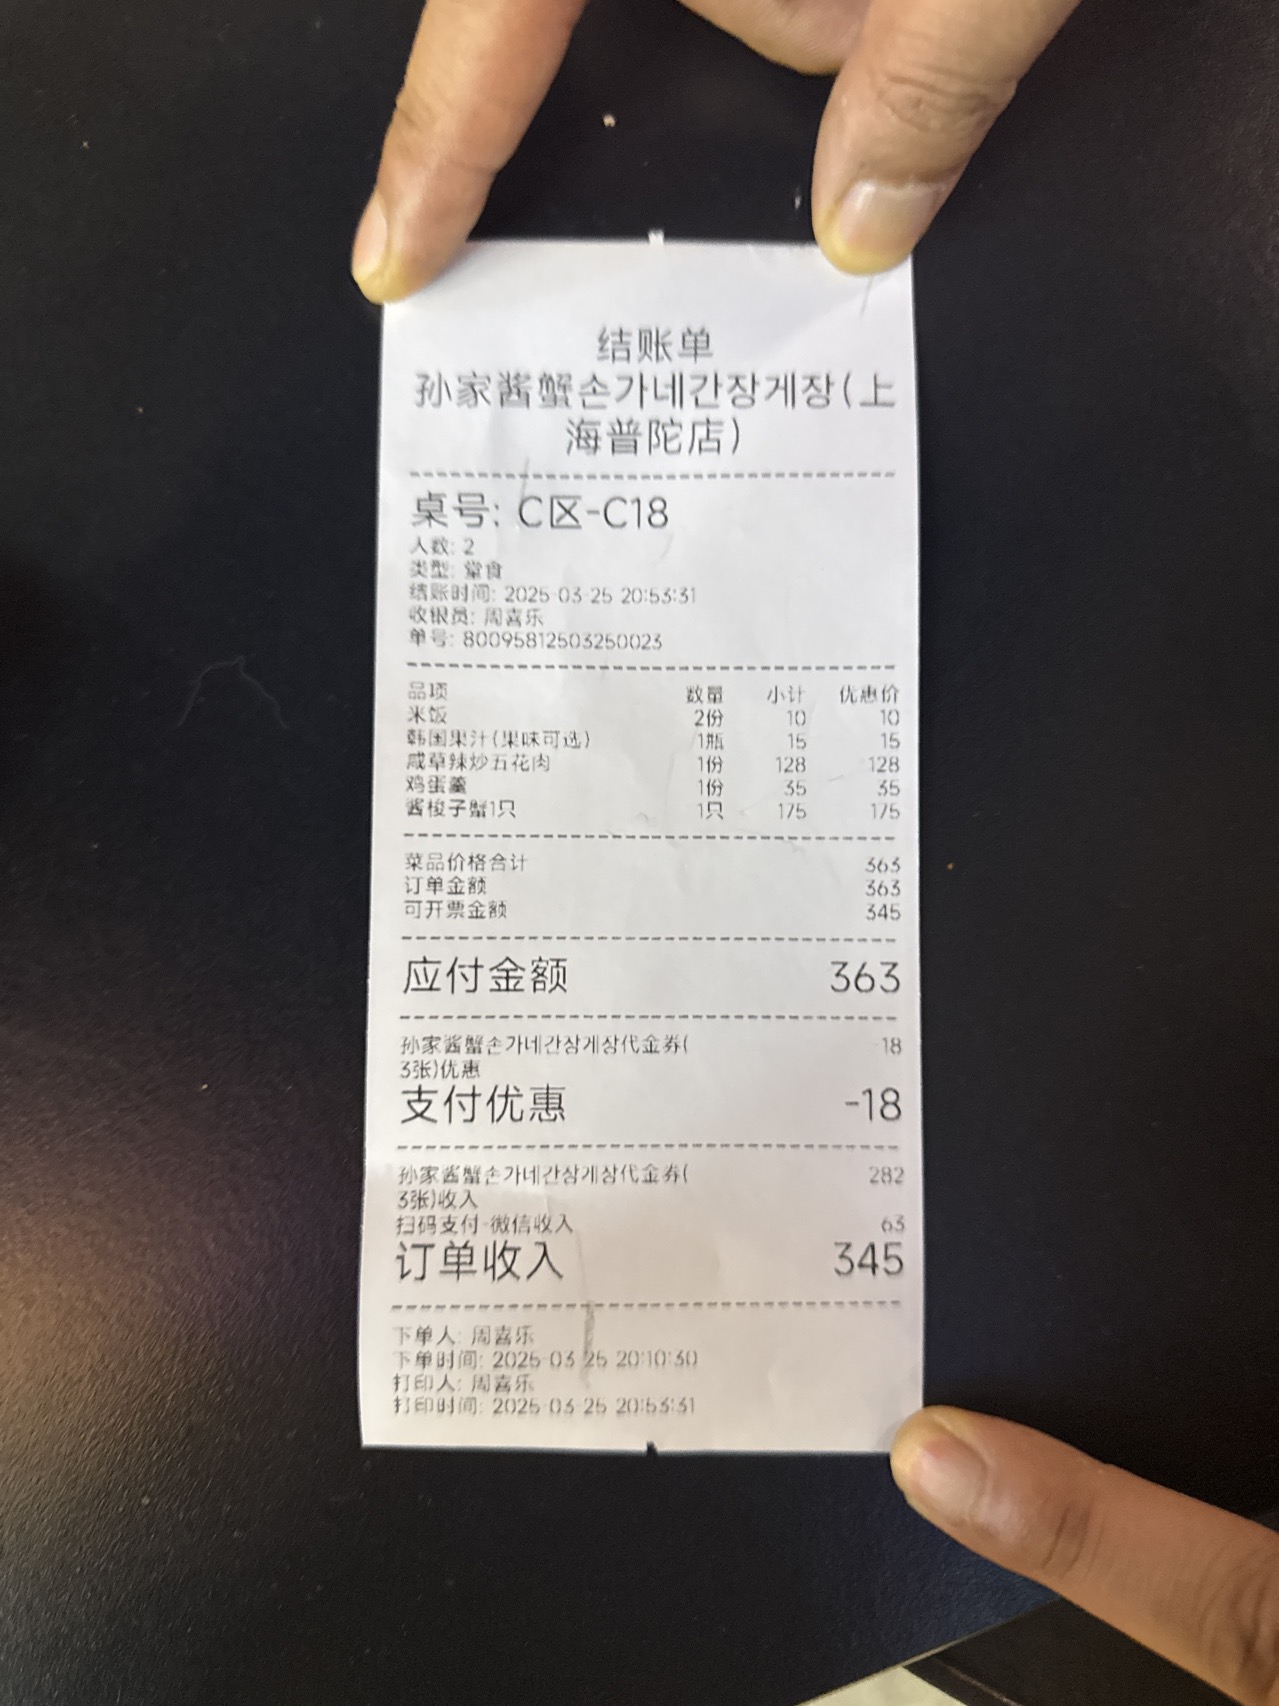 结账单
孙家酱蟹손가네간장게장(上
海普陀店)
桌号: C区-C18
人数: 2
类型: 堂食
结账时间: 2025-03-25 20:53:31
收银员: 周喜乐
单号: 80095812503250023
品项 数量 小计 优惠价
米饭 2份 10 10
韩国果汁(果味可选) 1瓶 15 15
咸草辣炒五花肉 1份 128 128
鸡蛋羹 1份 35 35
酱梭子蟹1只 1只 175 175
菜品价格合计 363
订单金额 363
可开票金额 345
应付金额 363
孙家酱蟹손가네간장게장代金券( 18
3张)优惠
支付优惠 -18
孙家酱蟹손가네간장게장代金券( 282
3张)收入
扫码支付-微信收入 63
订单收入 345
下单人: 周喜乐
下单时间: 2025-03-25 20:10:30
打印人: 周喜乐
打印时间: 2025-03-25 20:53:31